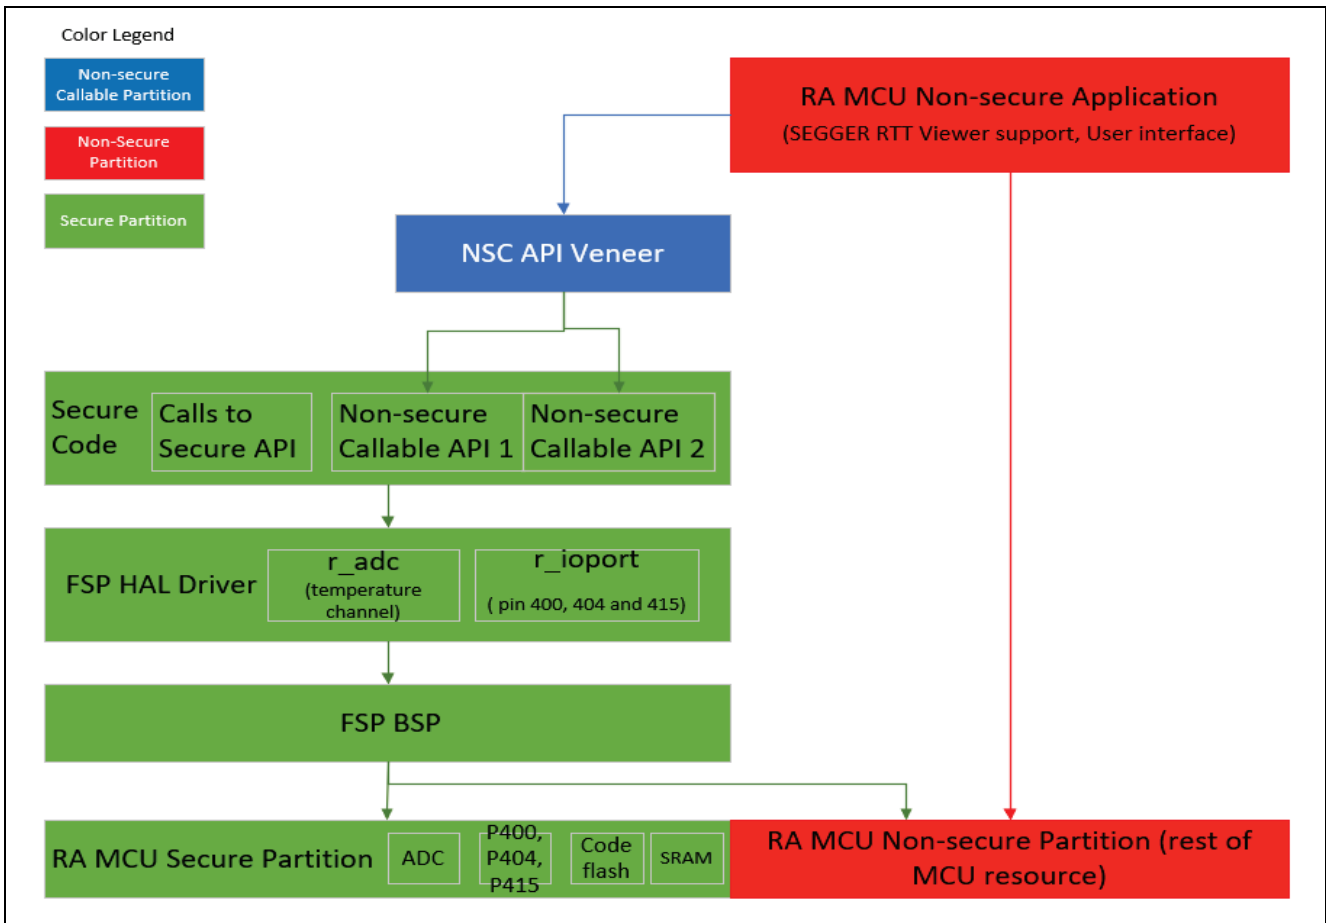 Color Legend
Non-secure
Callable Partition
Non-Secure
Partition
Secure Partition
RA MCU Non-secure Application
(SEGGER RTT Viewer support, User interface)
NSC API Veneer
Secure
Code
Calls to
Secure API
Non-secure
Callable API 1
Non-secure
Callable API 2
FSP HAL Driver
r_adc
(temperature
channel)
r_ioport
( pin 400, 404 and 415)
FSP BSP
RA MCU Secure Partition
ADC
P400,
P404,
P415
Code
flash
SRAM
RA MCU Non-secure Partition (rest of
MCU resource)